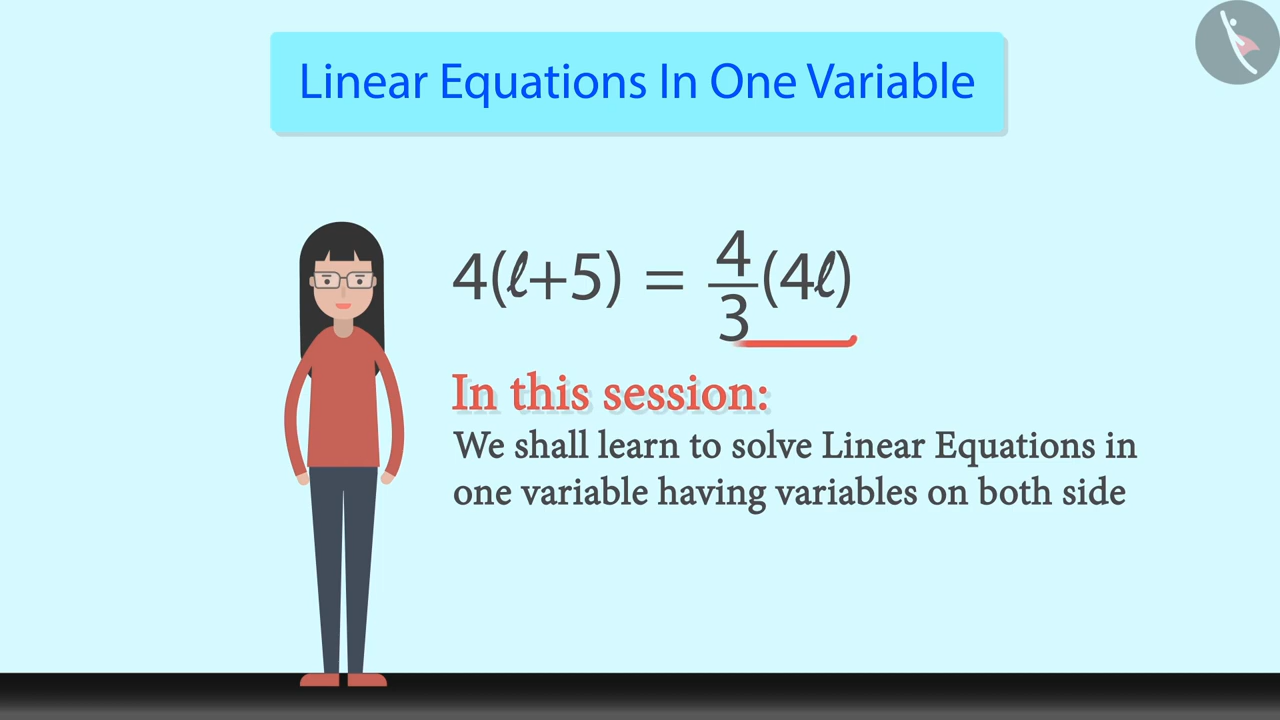 Linear Equations In One Variable
4(ℓ+5) = 4/3(4ℓ)
In this session:
We shall learn to solve Linear Equations in
one variable having variables on both side